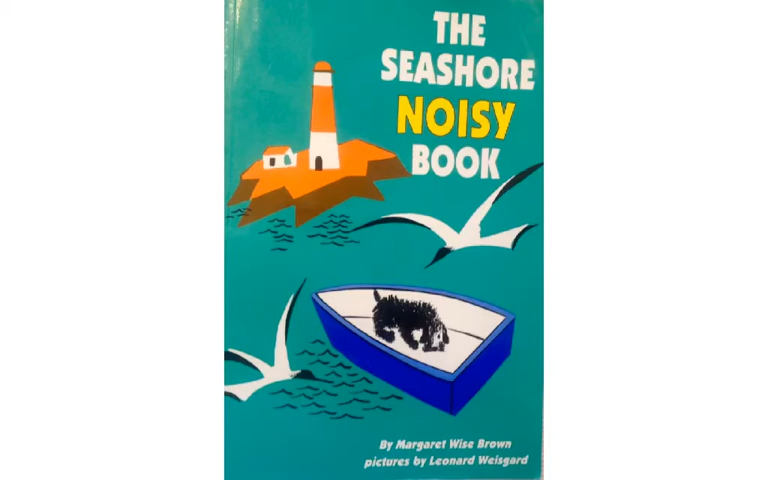 THE
SEASHORE
NOISY
BOOK
By Margaret Wise Brown
pictures by Leonard Weisgard